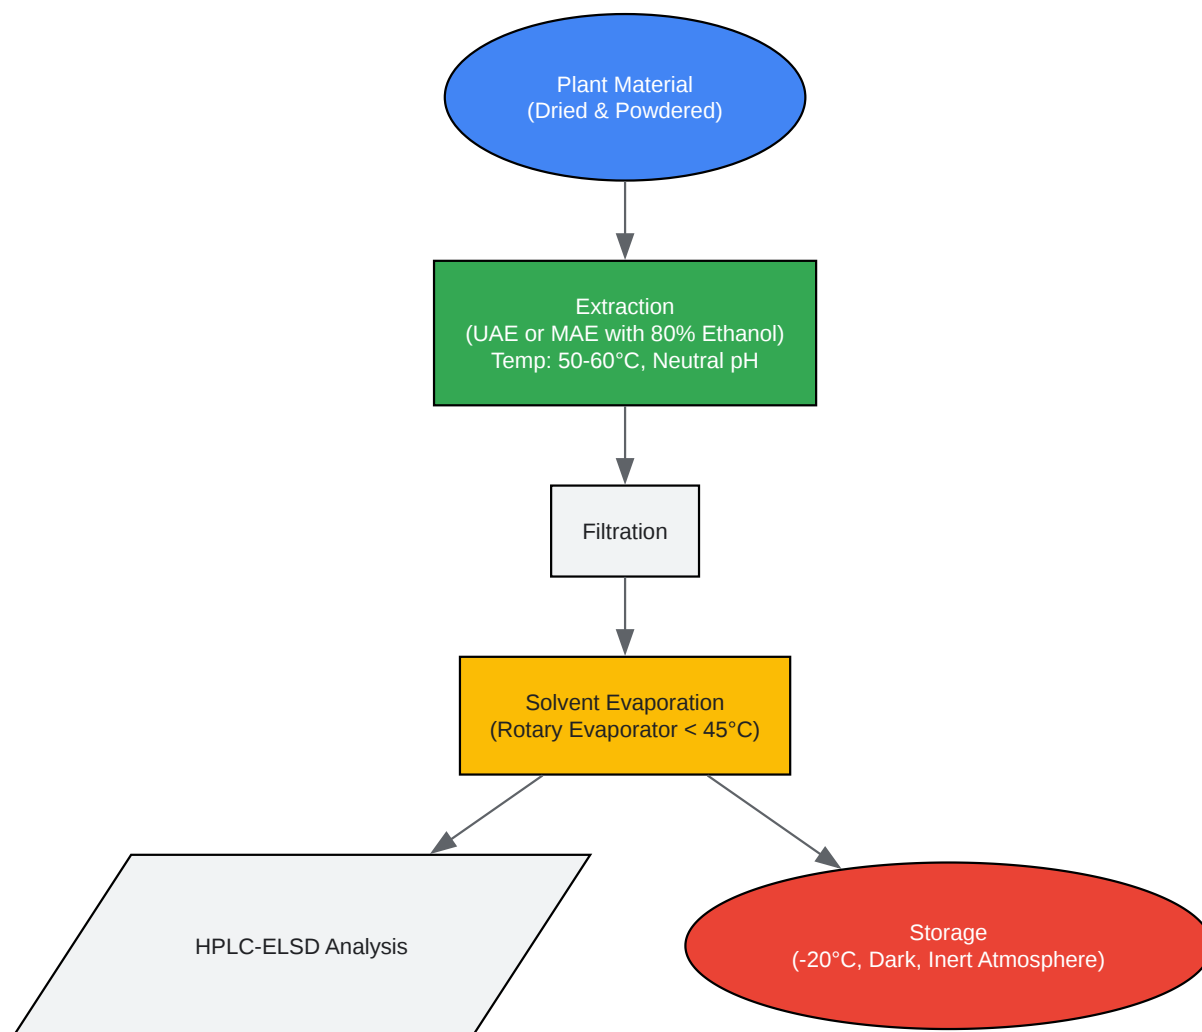 Plant Material
(Dried & Powdered)
Extraction
(UAE or MAE with 80% Ethanol)
Temp: 50-60°C, Neutral pH
Filtration
Solvent Evaporation
(Rotary Evaporator < 45°C)
HPLC-ELSD Analysis
Storage
(-20°C, Dark, Inert Atmosphere)